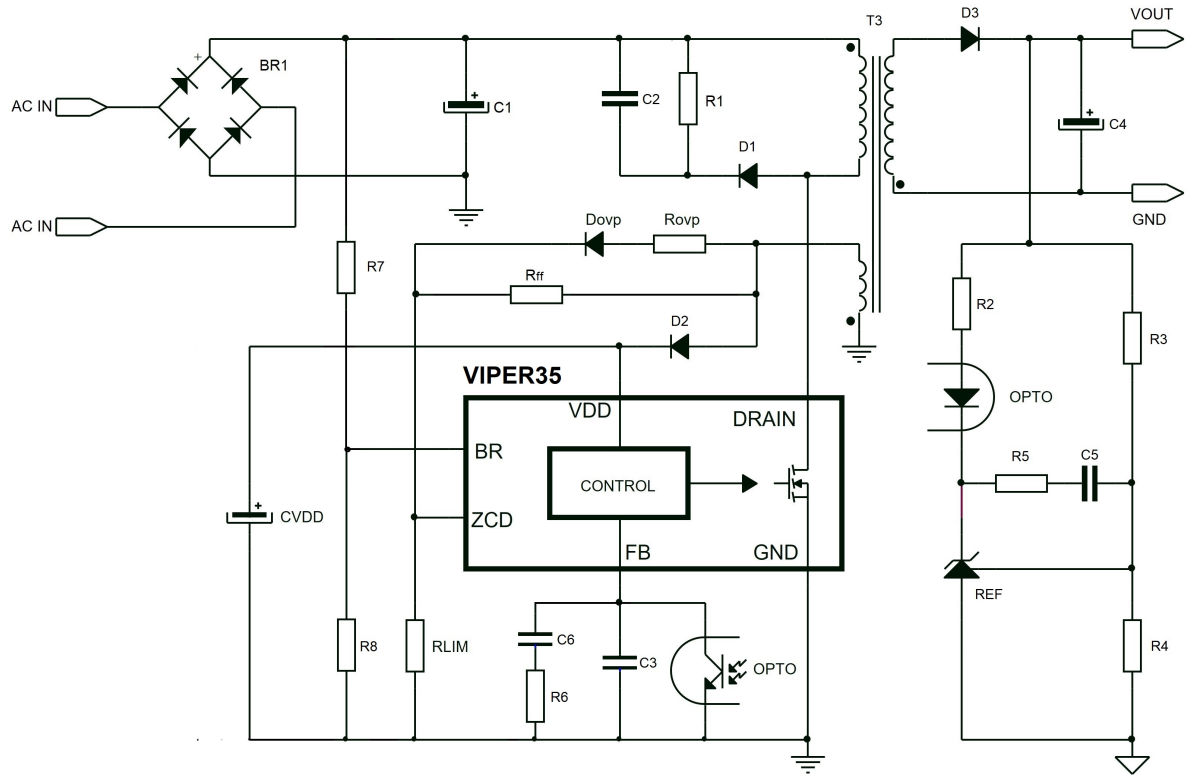 T3
D3
VOUT
+
BR1
AC IN
+
C1
C2
R1
+
C4
D1
GND
AC IN
Dovp
Rovp
R7
Rff
R2
D2
R3
VIPER35
VDD
DRAIN
OPTO
BR
R5
C5
CONTROL
+
CVDD
ZCD
FB
GND
REF
R8
RLIM
C6
C3
OPTO
R4
R6